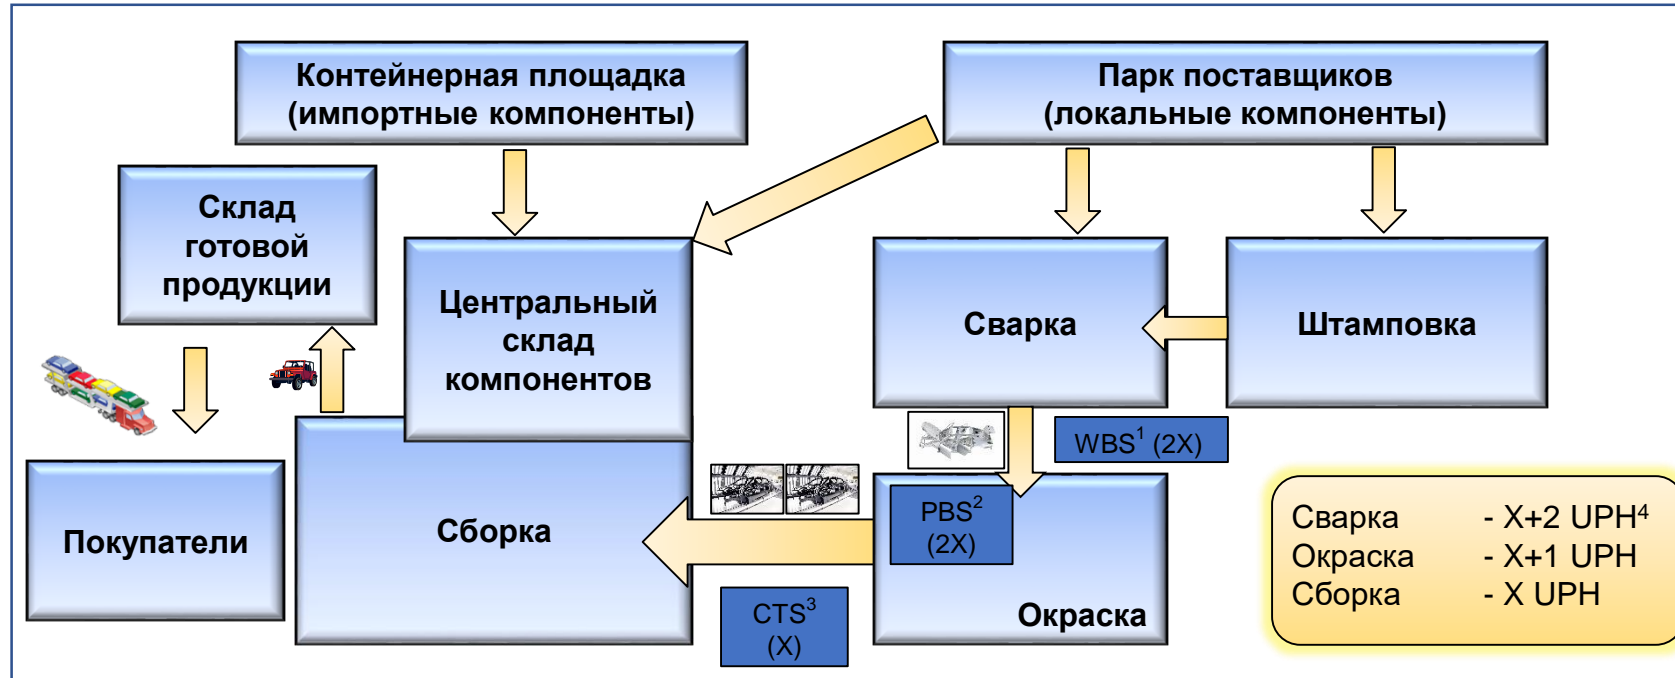 Контейнерная площадка
(импортные компоненты)
Парк поставщиков
(локальные компоненты)
Склад
готовой
продукции
Центральный
склад
компонентов
Сварка
Штамповка
WBS¹ (2X)
Покупатели
Сборка
PBS²
(2X)
CTS³
(X)
Окраска
Сварка - X+2 UPH⁴
Окраска - X+1 UPH
Сборка - X UPH